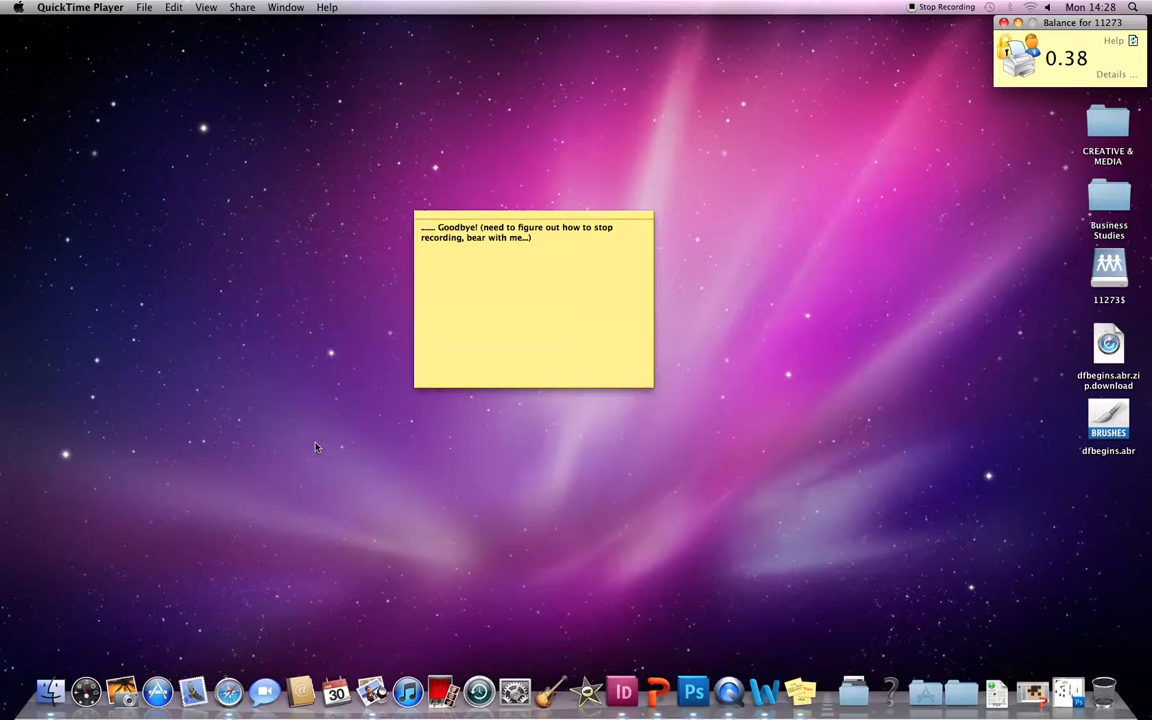 QuickTime Player File Edit View Share Window Help Stop Recording Mon 14:28
Balance for 11273
Help
0.38
Details ...
CREATIVE &
MEDIA
...... Goodbye! (need to figure out how to stop
recording, bear with me...)
Business
Studies
11273$
dfbegins.abr.zi
p.download
BRUSHES
dfbegins.abr
30
Id
Ps